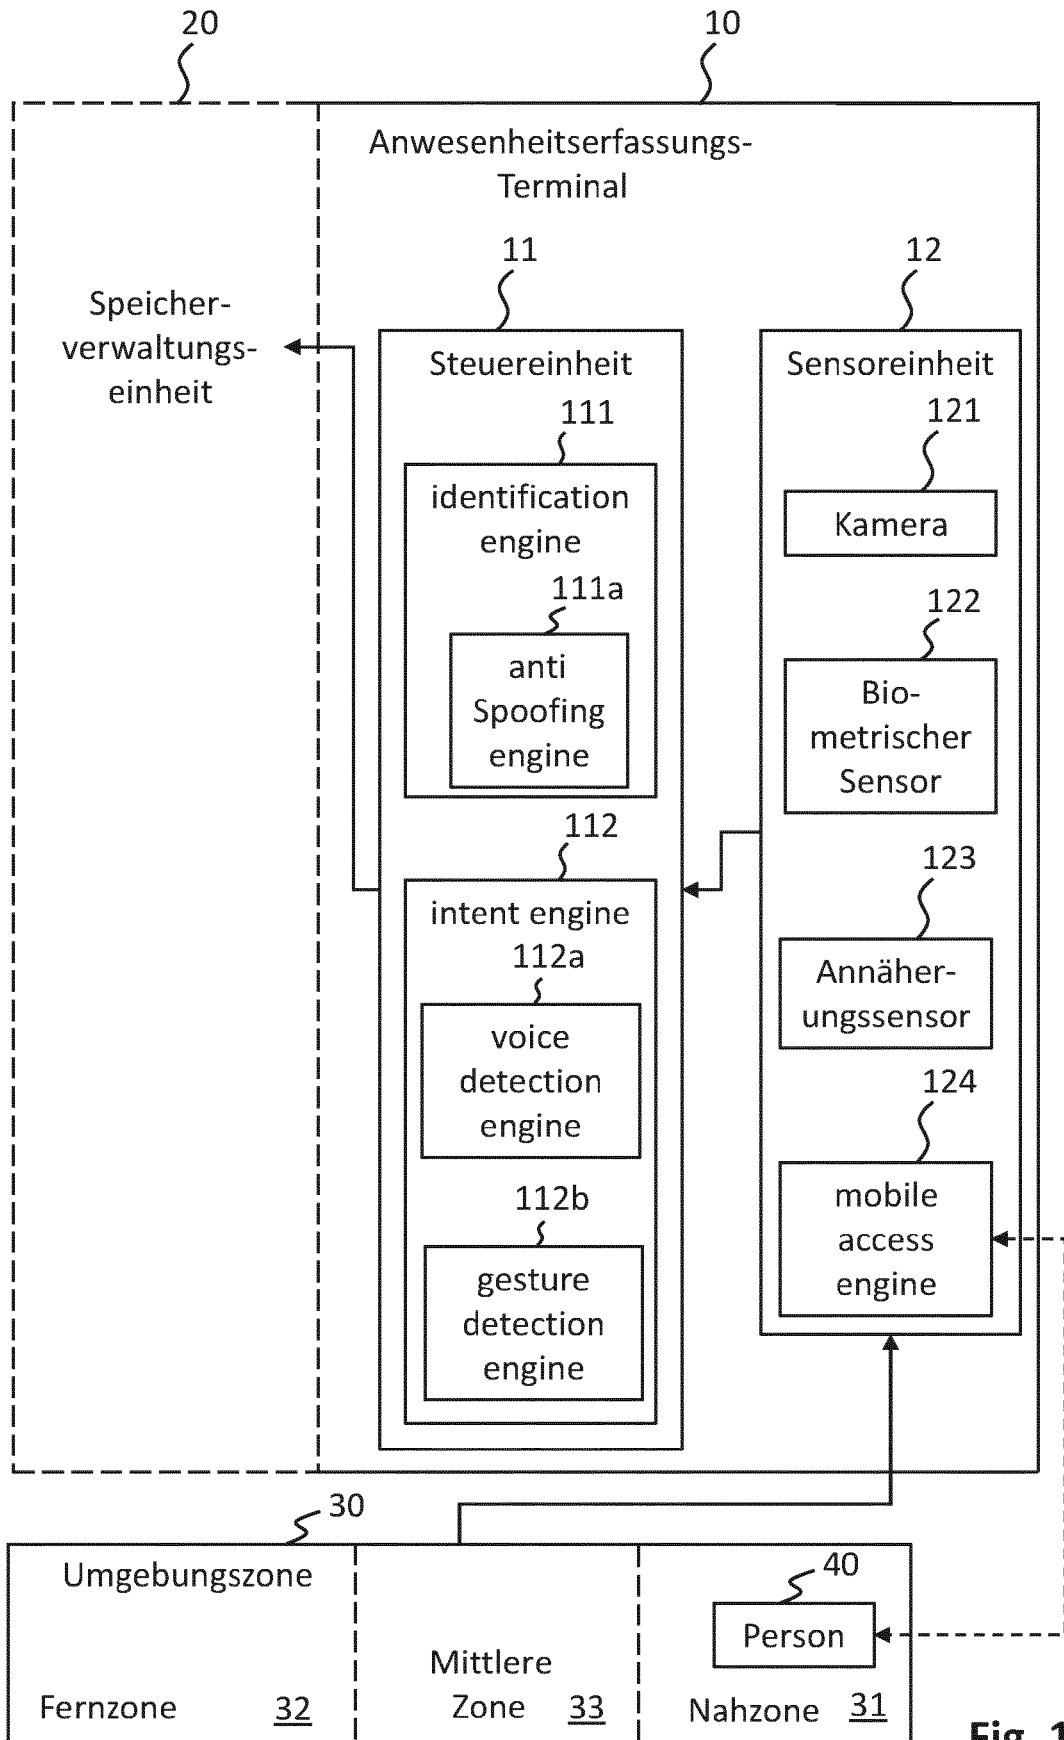 20
10
Anwesenheitserfassungs-
Terminal
11
12
Speicher-
verwaltungs-
einheit
Steuereinheit
111
identification
engine
111a
anti
Spoofing
engine
112
intent engine
112a
voice
detection
engine
112b
gesture
detection
engine
Sensoreinheit
121
Kamera
122
Bio-
metrischer
Sensor
123
Annäher-
ungssensor
124
mobile
access
engine
30
Umgebungszone
40
Person
Fernzone 32
Mittlere
Zone 33
Nahzone 31
Fig. 1